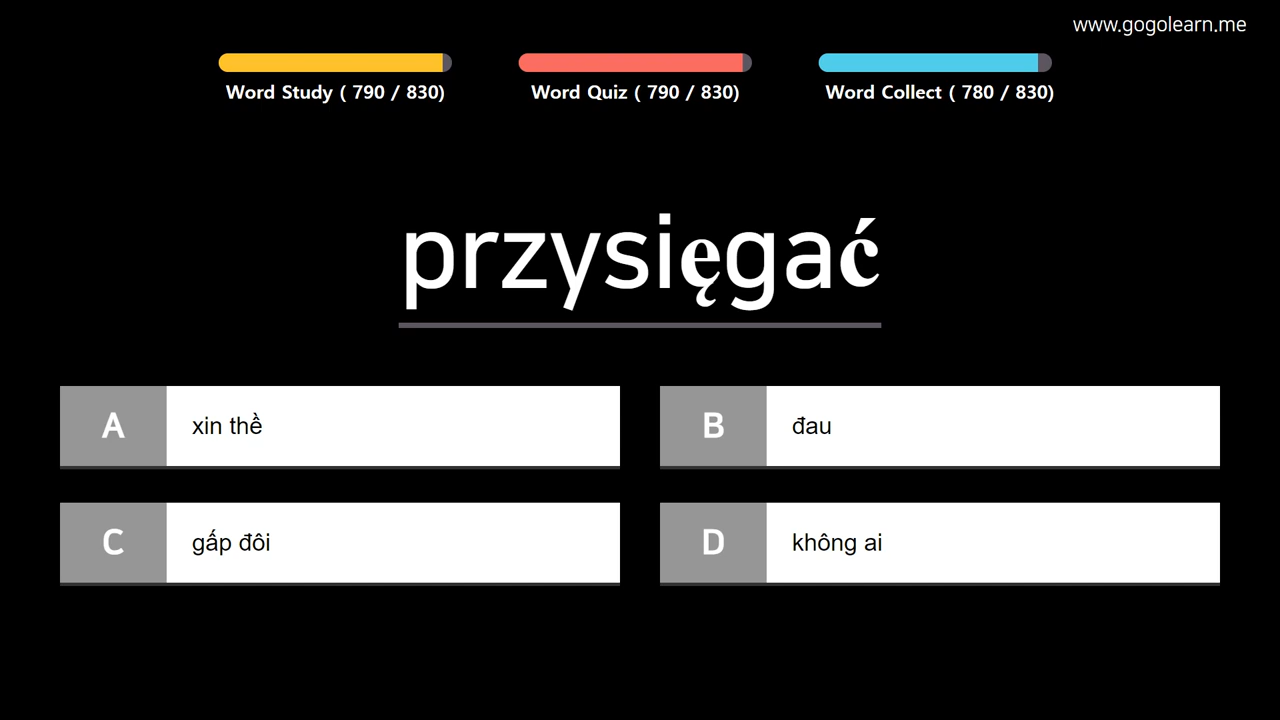 www.gogolearn.me
Word Study ( 790 / 830)
Word Quiz ( 790 / 830)
Word Collect ( 780 / 830)
przysięgać
A xin thề
B đau
C gấp đôi
D không ai